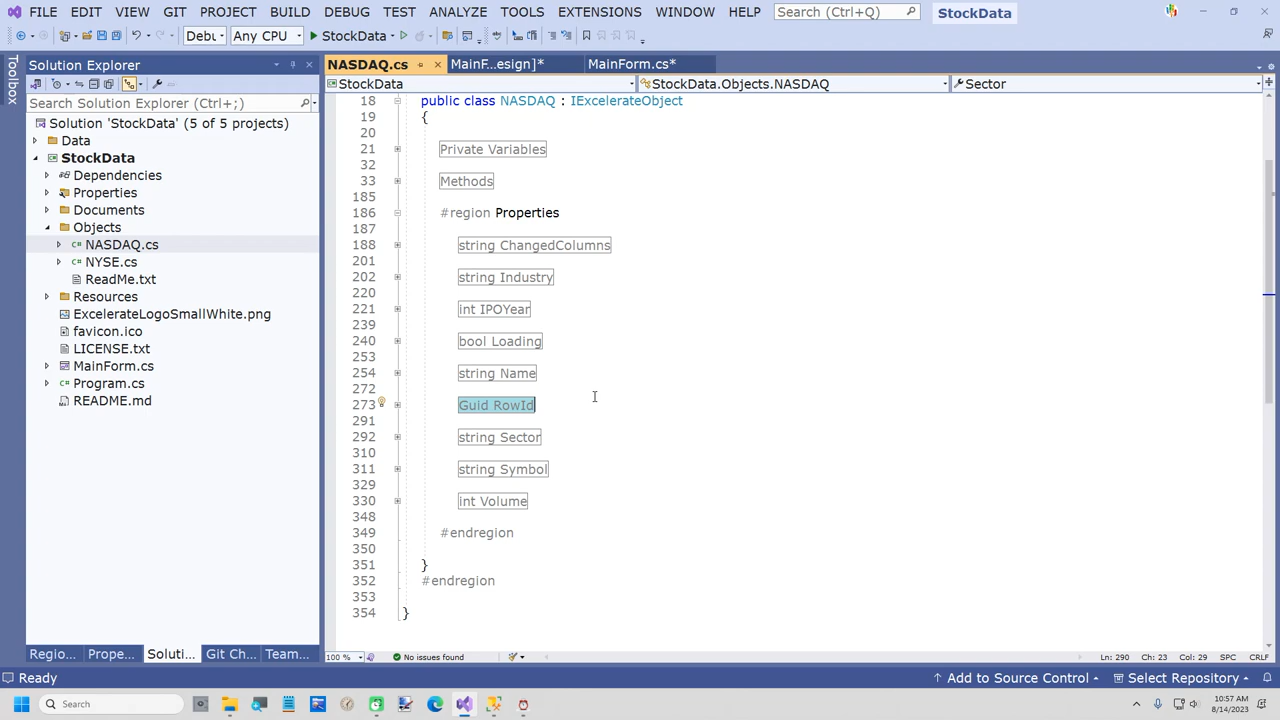 FILE EDIT VIEW GIT PROJECT BUILD DEBUG TEST ANALYZE TOOLS EXTENSIONS WINDOW HELP Search (Ctrl+Q) StockData
Debu Any CPU StockData
Toolbox
Solution Explorer
Search Solution Explorer (Ctrl+;)
Solution 'StockData' (5 of 5 projects)
Data
StockData
Dependencies
Properties
Documents
Objects
NASDAQ.cs
NYSE.cs
ReadMe.txt
Resources
ExcelerateLogoSmallWhite.png
favicon.ico
LICENSE.txt
MainForm.cs
Program.cs
README.md
Regio... Prope... Soluti... Git Ch... Team...
NASDAQ.cs MainF...esign]* MainForm.cs*
StockData StockData.Objects.NASDAQ Sector
18 public class NASDAQ : IExcelerateObject
19 {
20
21 Private Variables
32
33 Methods
185
186 #region Properties
187
188 string ChangedColumns
201
202 string Industry
220
221 int IPOYear
239
240 bool Loading
253
254 string Name
272
273 Guid RowId
291
292 string Sector
310
311 string Symbol
329
330 int Volume
348
349 #endregion
350
351 }
352 #endregion
353
354 }
100 % No issues found Ln: 290 Ch: 23 Col: 29 SPC CRLF
Ready Add to Source Control Select Repository
Search 10:57 AM
8/14/2023